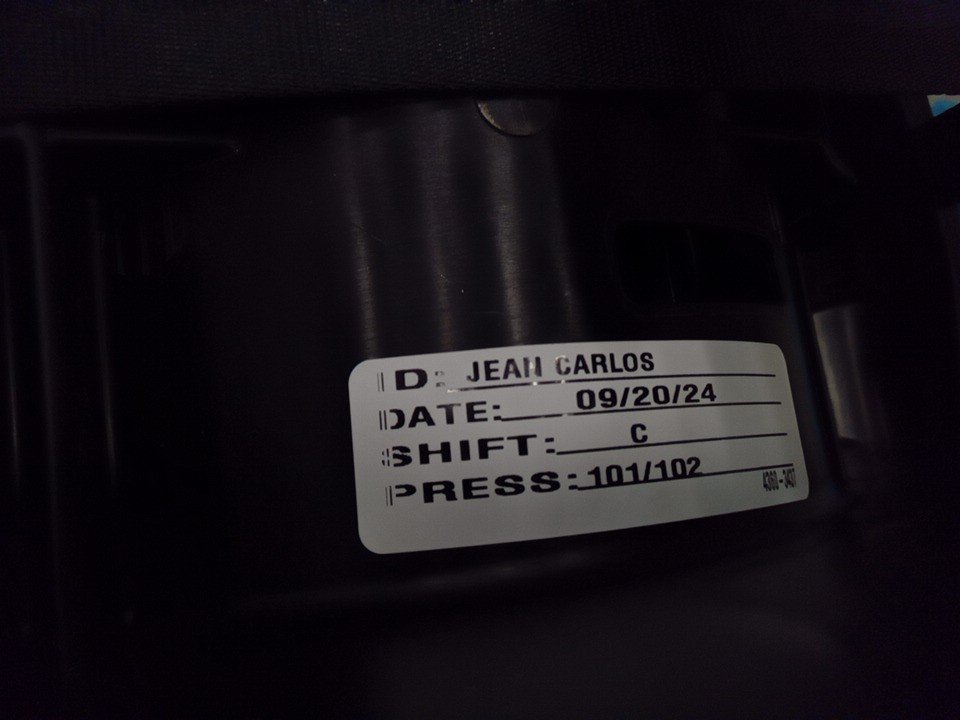 ID: JEAN CARLOS
DATE: 09/20/24
SHIFT: C
PRESS: 101/102